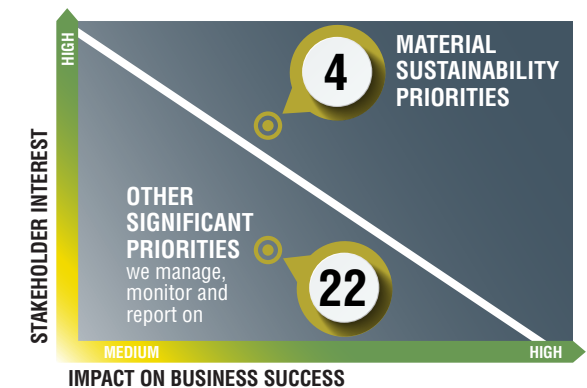 HIGH
4
MATERIAL
SUSTAINABILITY
PRIORITIES
STAKEHOLDER INTEREST
OTHER
SIGNIFICANT
PRIORITIES
we manage,
monitor and
report on
22
MEDIUM
HIGH
IMPACT ON BUSINESS SUCCESS